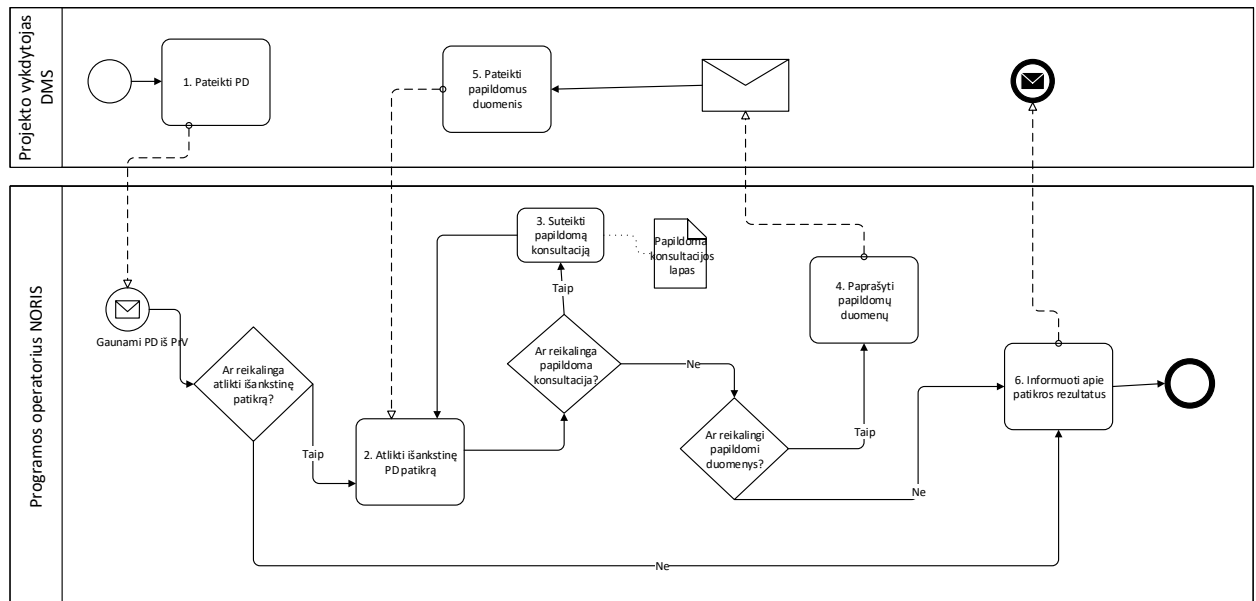 Projekto vykdytojas
DMS
1. Pateikti PD
5. Pateikti
papildomus
duomenis
Programos operatorius NORIS
Gaunami PD iš PrV
Ar reikalinga
atlikti išankstinę
patikrą?
Taip
2. Atlikti išankstinę
PD patikrą
3. Suteikti
papildomą
konsultaciją
Papildoma
konsultacijos
lapas
Taip
Ar reikalinga
papildoma
konsultacija?
Ne
4. Paprašyti
papildomų
duomenų
Taip
Ar reikalingi
papildomi
duomenys?
Ne
6. Informuoti apie
patikros rezultatus
Ne